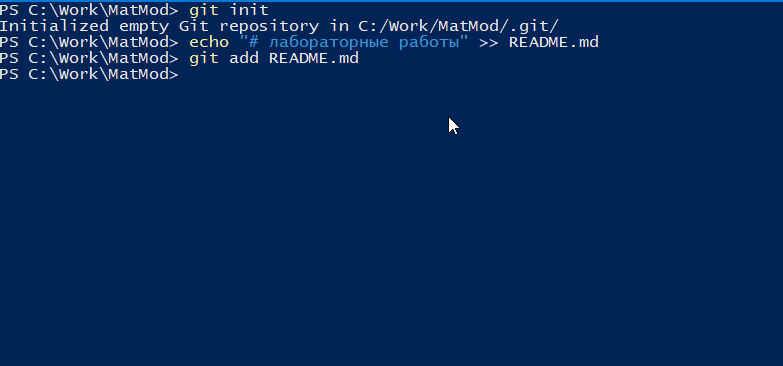 PS C:\Work\MatMod> git init
Initialized empty Git repository in C:/Work/MatMod/.git/
PS C:\Work\MatMod> echo "# лабораторные работы" >> README.md
PS C:\Work\MatMod> git add README.md
PS C:\Work\MatMod>